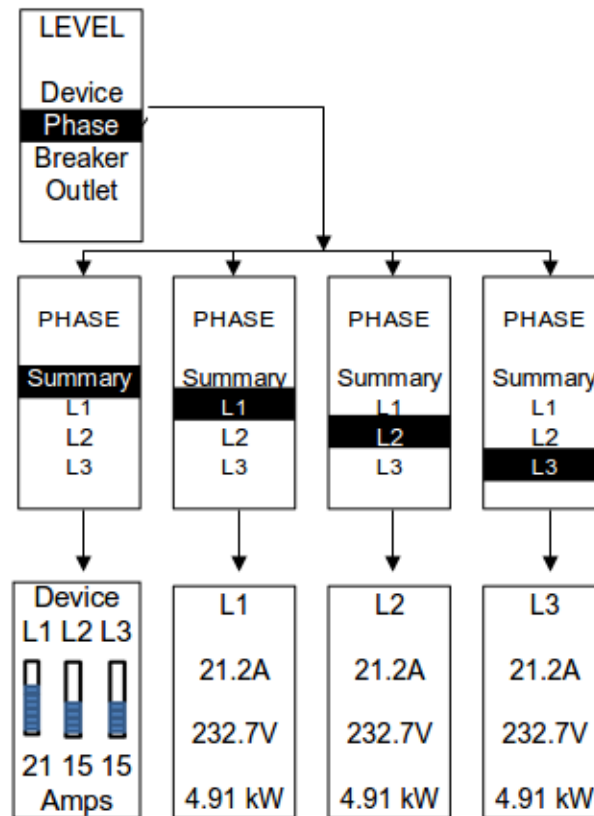 LEVEL
Device
Phase
Breaker
Outlet
PHASE
Summary
L1
L2
L3
PHASE
Summary
L1
L2
L3
PHASE
Summary
L1
L2
L3
PHASE
Summary
L1
L2
L3
Device
L1 L2 L3
21 15 15
Amps
L1
21.2A
232.7V
4.91 kW
L2
21.2A
232.7V
4.91 kW
L3
21.2A
232.7V
4.91 kW